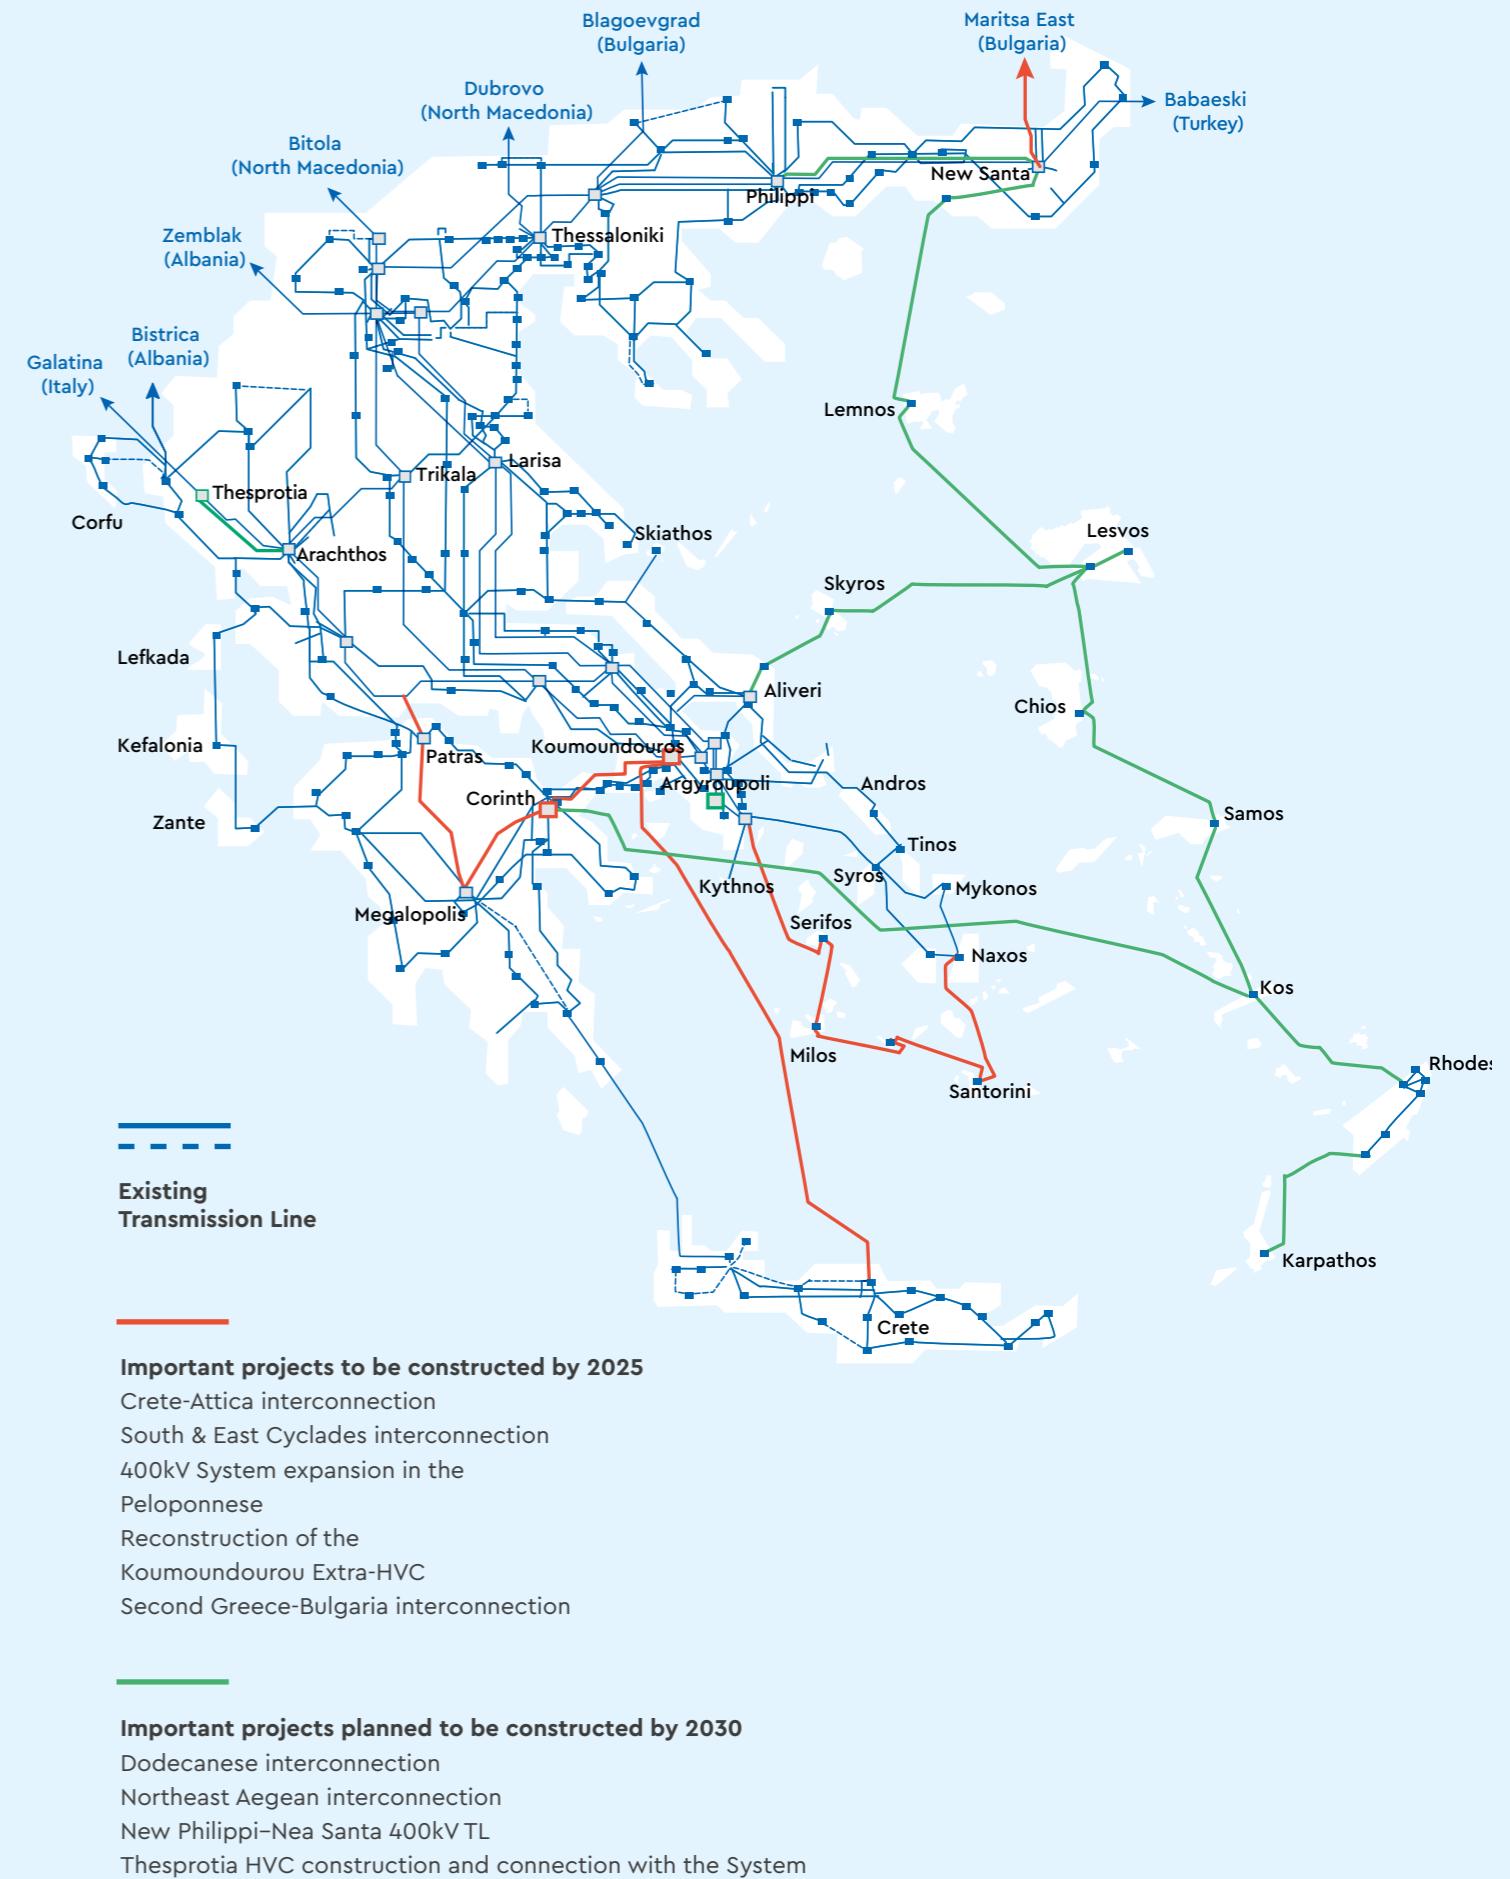 Blagoevgrad
(Bulgaria)
Maritsa East
(Bulgaria)
Dubrovo
(North Macedonia)
Babaeski
(Turkey)
Bitola
(North Macedonia)
New Santa
Philippi
Zemblak
(Albania)
Thessaloniki
Bistrica
(Albania)
Galatina
(Italy)
Lemnos
Larisa
Trikala
Thesprotia
Corfu
Skiathos
Lesvos
Arachthos
Skyros
Lefkada
Aliveri
Chios
Kefalonia
Koumoundouros
Patras
Argyroupoli
Andros
Corinth
Samos
Zante
Tinos
Syros
Kythnos
Mykonos
Megalopolis
Serifos
Naxos
Kos
Milos
Rhodes
Santorini
Existing
Transmission Line
Karpathos
Crete
Important projects to be constructed by 2025
Crete-Attica interconnection
South & East Cyclades interconnection
400kV System expansion in the
Peloponnese
Reconstruction of the
Koumoundourou Extra-HVC
Second Greece-Bulgaria interconnection
Important projects planned to be constructed by 2030
Dodecanese interconnection
Northeast Aegean interconnection
New Philippi–Nea Santa 400kV TL
Thesprotia HVC construction and connection with the System